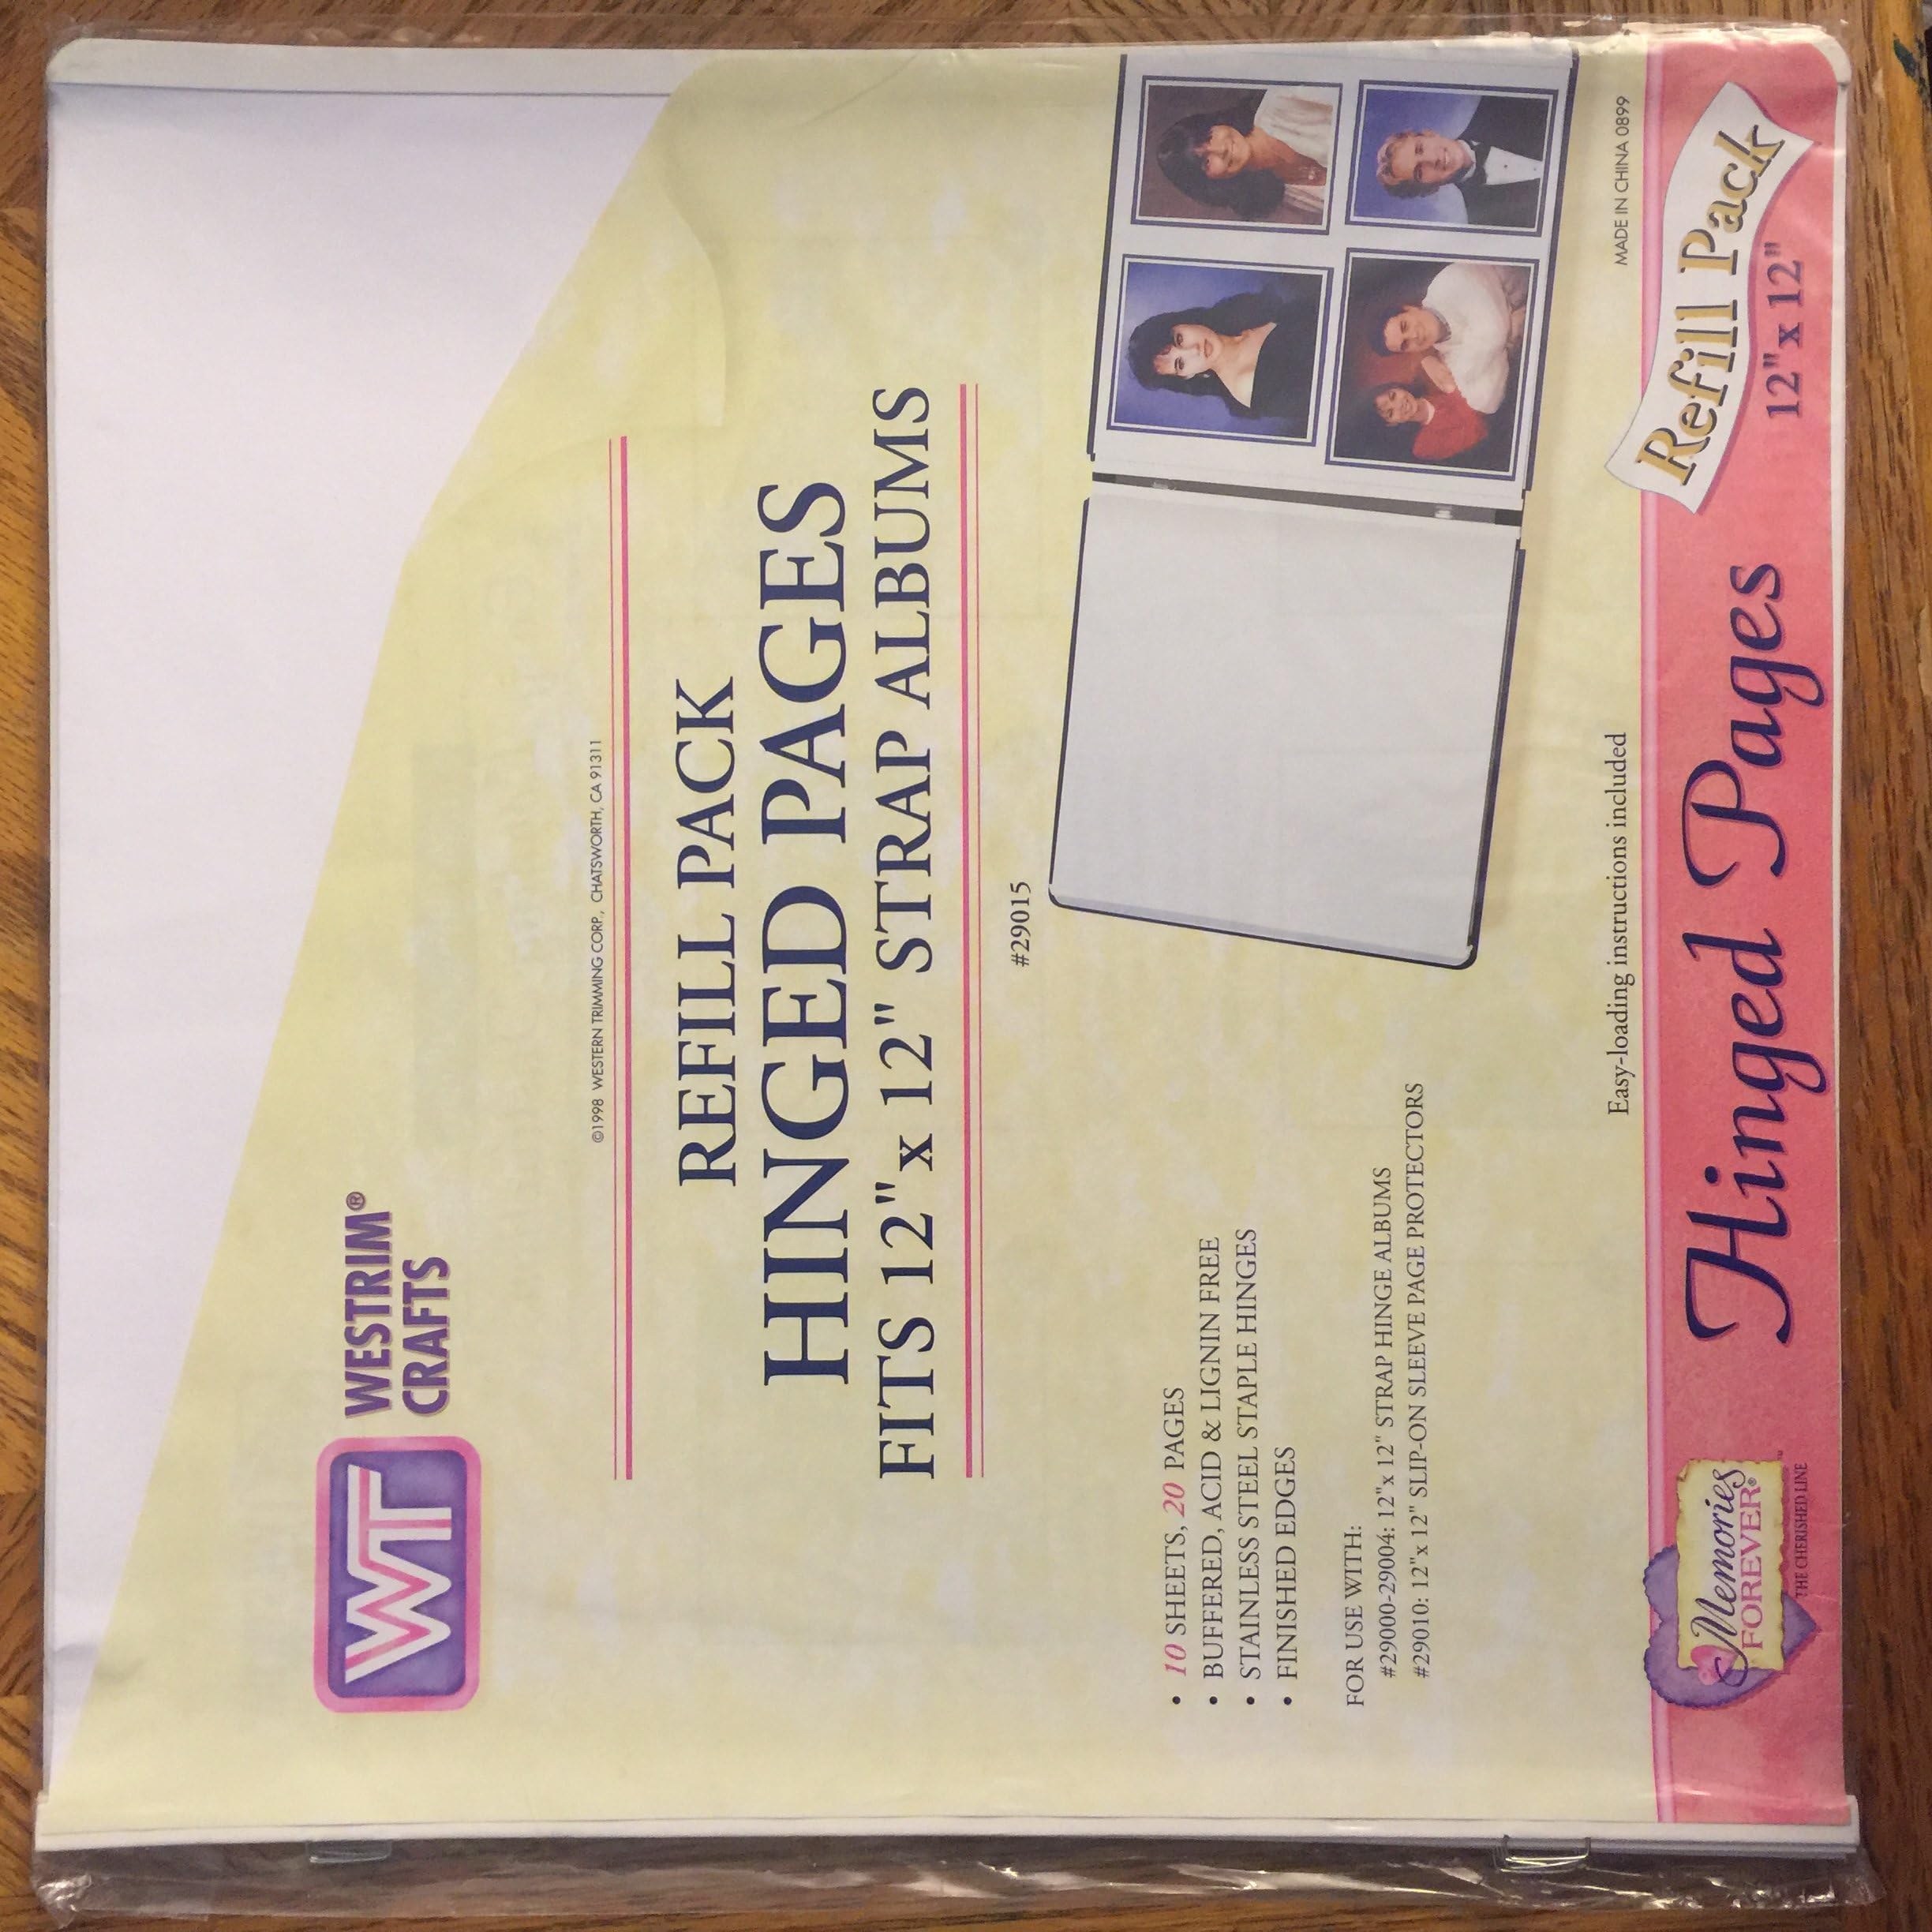 WT
WESTRIM®
CRAFTS
©1998 WESTERN TRIMMING CORP., CHATSWORTH, CA 91311
REFILL PACK
HINGED PAGES
FITS 12"x 12" STRAP ALBUMS
#29015
• 10 SHEETS, 20 PAGES
• BUFFERED, ACID & LIGNIN FREE
• STAINLESS STEEL STAPLE HINGES
• FINISHED EDGES
FOR USE WITH:
#29000-29004: 12"x 12" STRAP HINGE ALBUMS
#29010: 12"x 12" SLIP-ON SLEEVE PAGE PROTECTORS
Easy-loading instructions included
MADE IN CHINA 0899
Memories
FOREVER®
THE CHERISHED LINE™
Hinged Pages
Refill Pack
12"x 12"